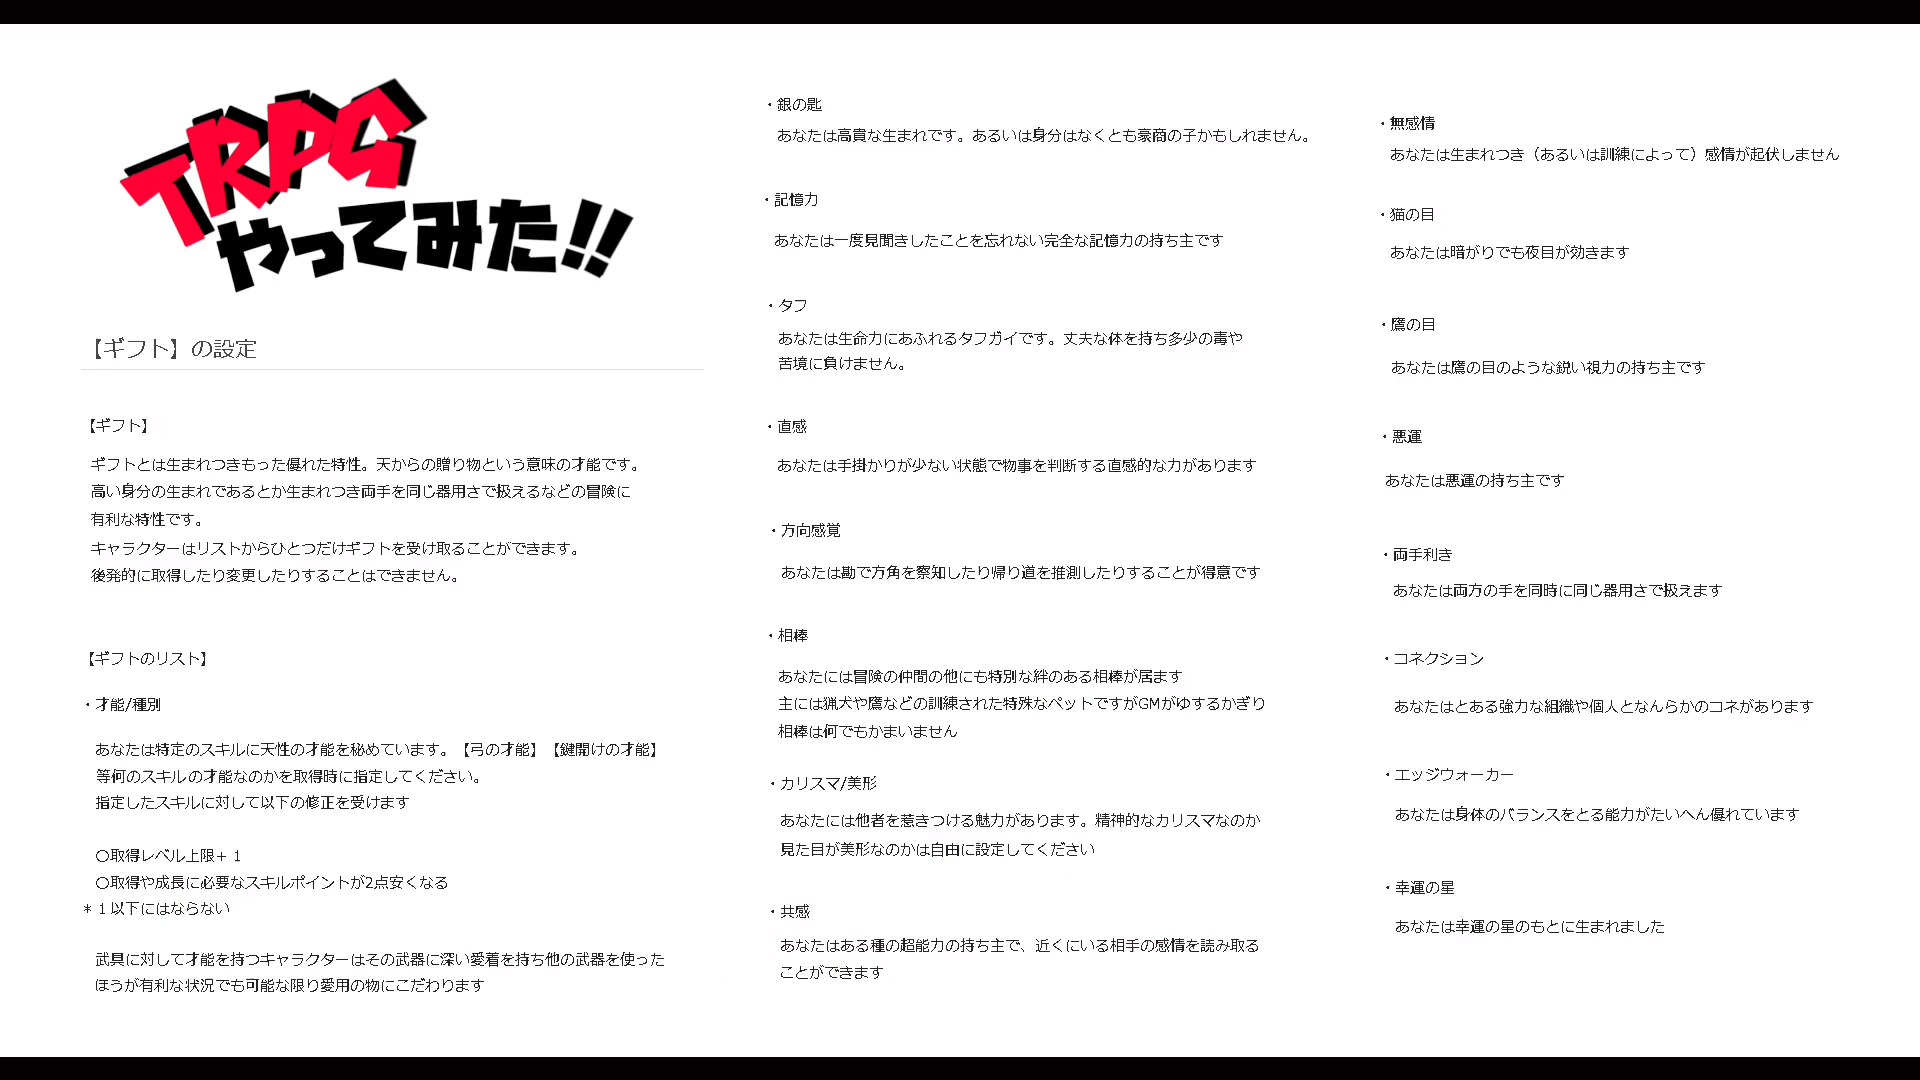 TRPG
やってみた!!
【ギフト】の設定
【ギフト】
ギフトとは生まれつきもった優れた特性。天からの贈り物という意味の才能です。
高い身分の生まれであるとか生まれつき両手を同じ器用さで扱えるなどの冒険に
有利な特性です。
キャラクターはリストからひとつだけギフトを受け取ることができます。
後発的に取得したり変更したりすることはできません。
【ギフトのリスト】
・才能/種別
あなたは特定のスキルに天性の才能を秘めています。【弓の才能】【鍵開けの才能】
等何のスキルの才能なのかを取得時に指定してください。
指定したスキルに対して以下の修正を受けます
〇取得レベル上限+１
〇取得や成長に必要なスキルポイントが2点安くなる
＊１以下にはならない
武具に対して才能を持つキャラクターはその武器に深い愛着を持ち他の武器を使った
ほうが有利な状況でも可能な限り愛用の物にこだわります
・銀の匙
あなたは高貴な生まれです。あるいは身分はなくとも豪商の子かもしれません。
・記憶力
あなたは一度見聞きしたことを忘れない完全な記憶力の持ち主です
・タフ
あなたは生命力にあふれるタフガイです。丈夫な体を持ち多少の毒や
苦境に負けません。
・直感
あなたは手掛かりが少ない状態で物事を判断する直感的な力があります
・方向感覚
あなたは勘で方角を察知したり帰り道を推測したりすることが得意です
・相棒
あなたには冒険の仲間の他にも特別な絆のある相棒が居ます
主には猟犬や鷹などの訓練された特殊なペットですがGMがゆするかぎり
相棒は何でもかまいません
・カリスマ/美形
あなたには他者を惹きつける魅力があります。精神的なカリスマなのか
見た目が美形なのかは自由に設定してください
・共感
あなたはある種の超能力の持ち主で、近くにいる相手の感情を読み取る
ことができます
・無感情
あなたは生まれつき（あるいは訓練によって）感情が起伏しません
・猫の目
あなたは暗がりでも夜目が効きます
・鷹の目
あなたは鷹の目のような鋭い視力の持ち主です
・悪運
あなたは悪運の持ち主です
・両手利き
あなたは両方の手を同時に同じ器用さで扱えます
・コネクション
あなたはとある強力な組織や個人となんらかのコネがあります
・エッジウォーカー
あなたは身体のバランスをとる能力がたいへん優れています
・幸運の星
あなたは幸運の星のもとに生まれました